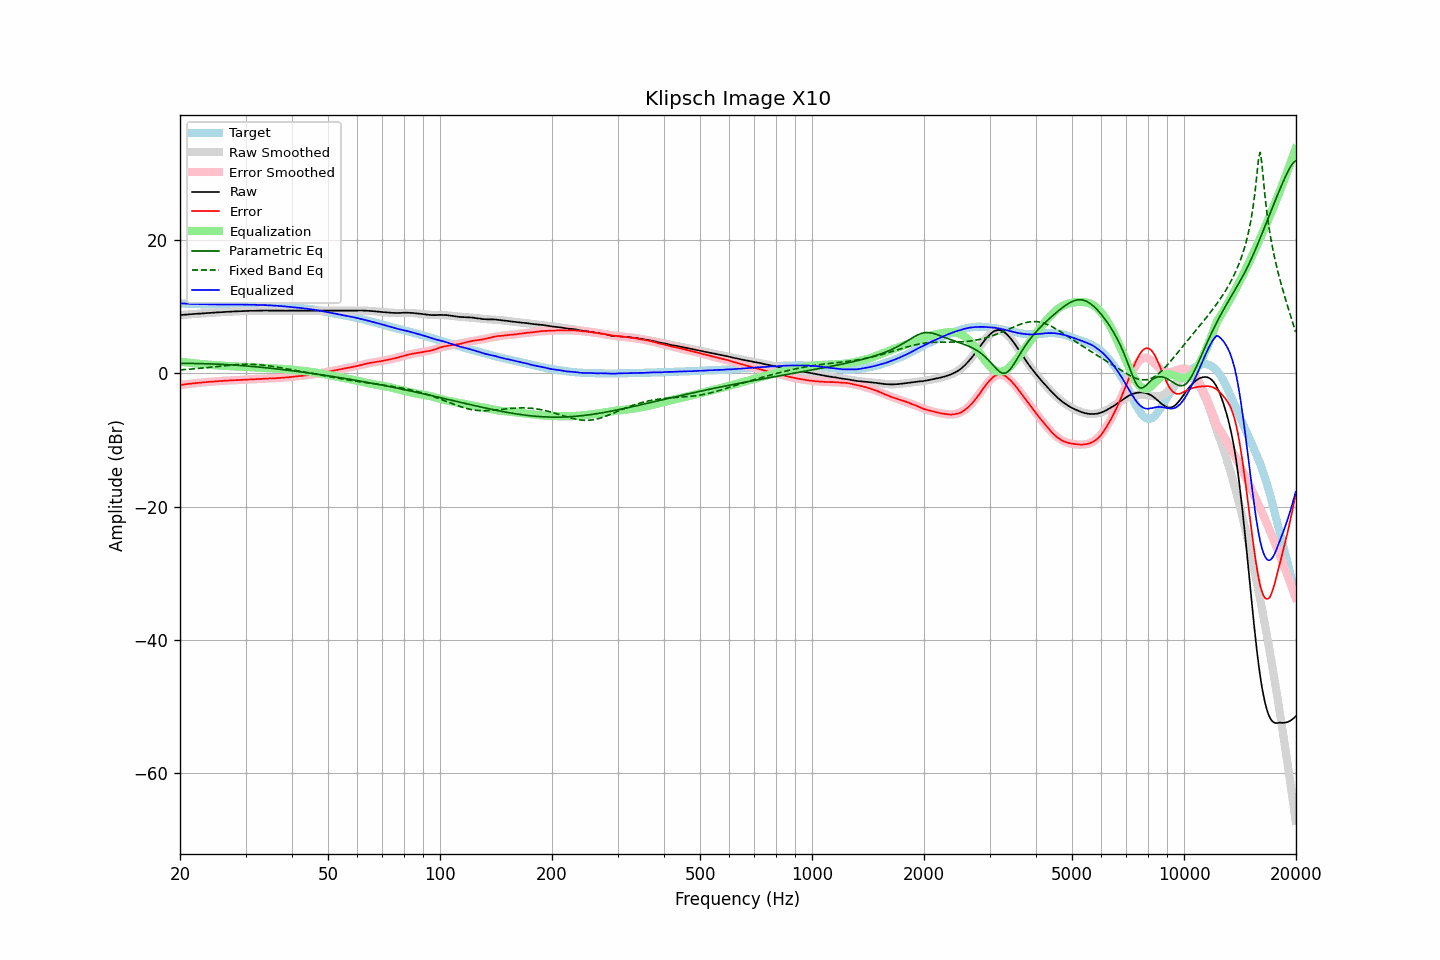 Klipsch Image X10
Target
Raw Smoothed
Error Smoothed
Raw
Error
Equalization
Parametric Eq
Fixed Band Eq
Equalized
20
0
−20
−40
−60
Amplitude (dBr)
20
50
100
200
500
1000
2000
5000
10000
20000
Frequency (Hz)